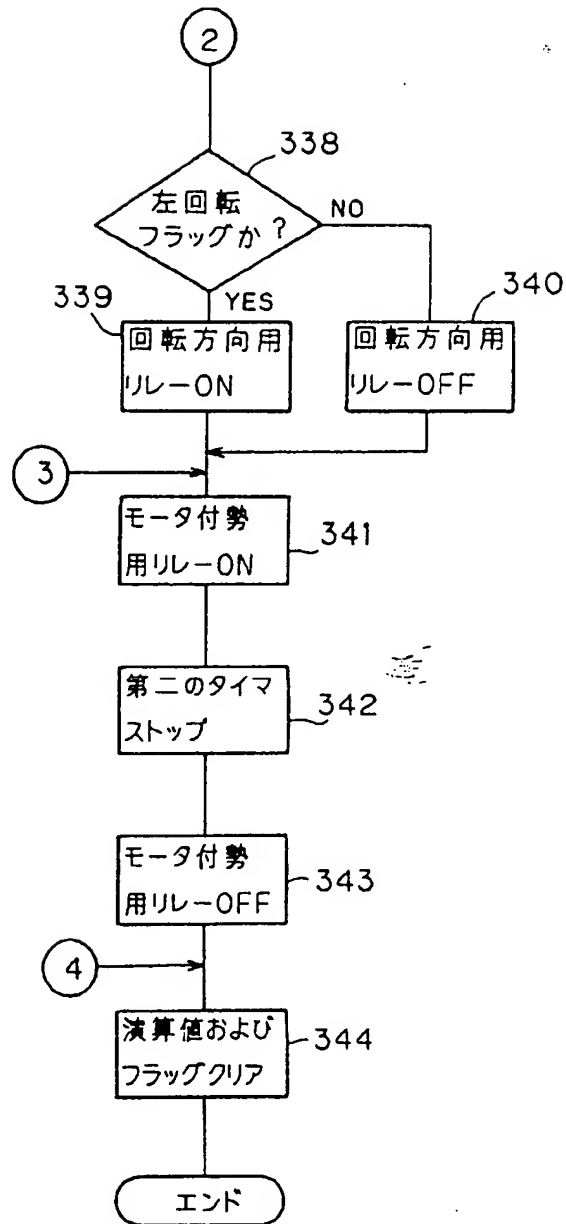 2
338
左回転
フラッグか?
NO
YES
339
回転方向用
リレーON
340
回転方向用
リレーOFF
3
モータ付勢
用リレーON
341
第二のタイマ
ストップ
342
モータ付勢
用リレーOFF
343
4
演算値および
フラッグクリア
344
エンド